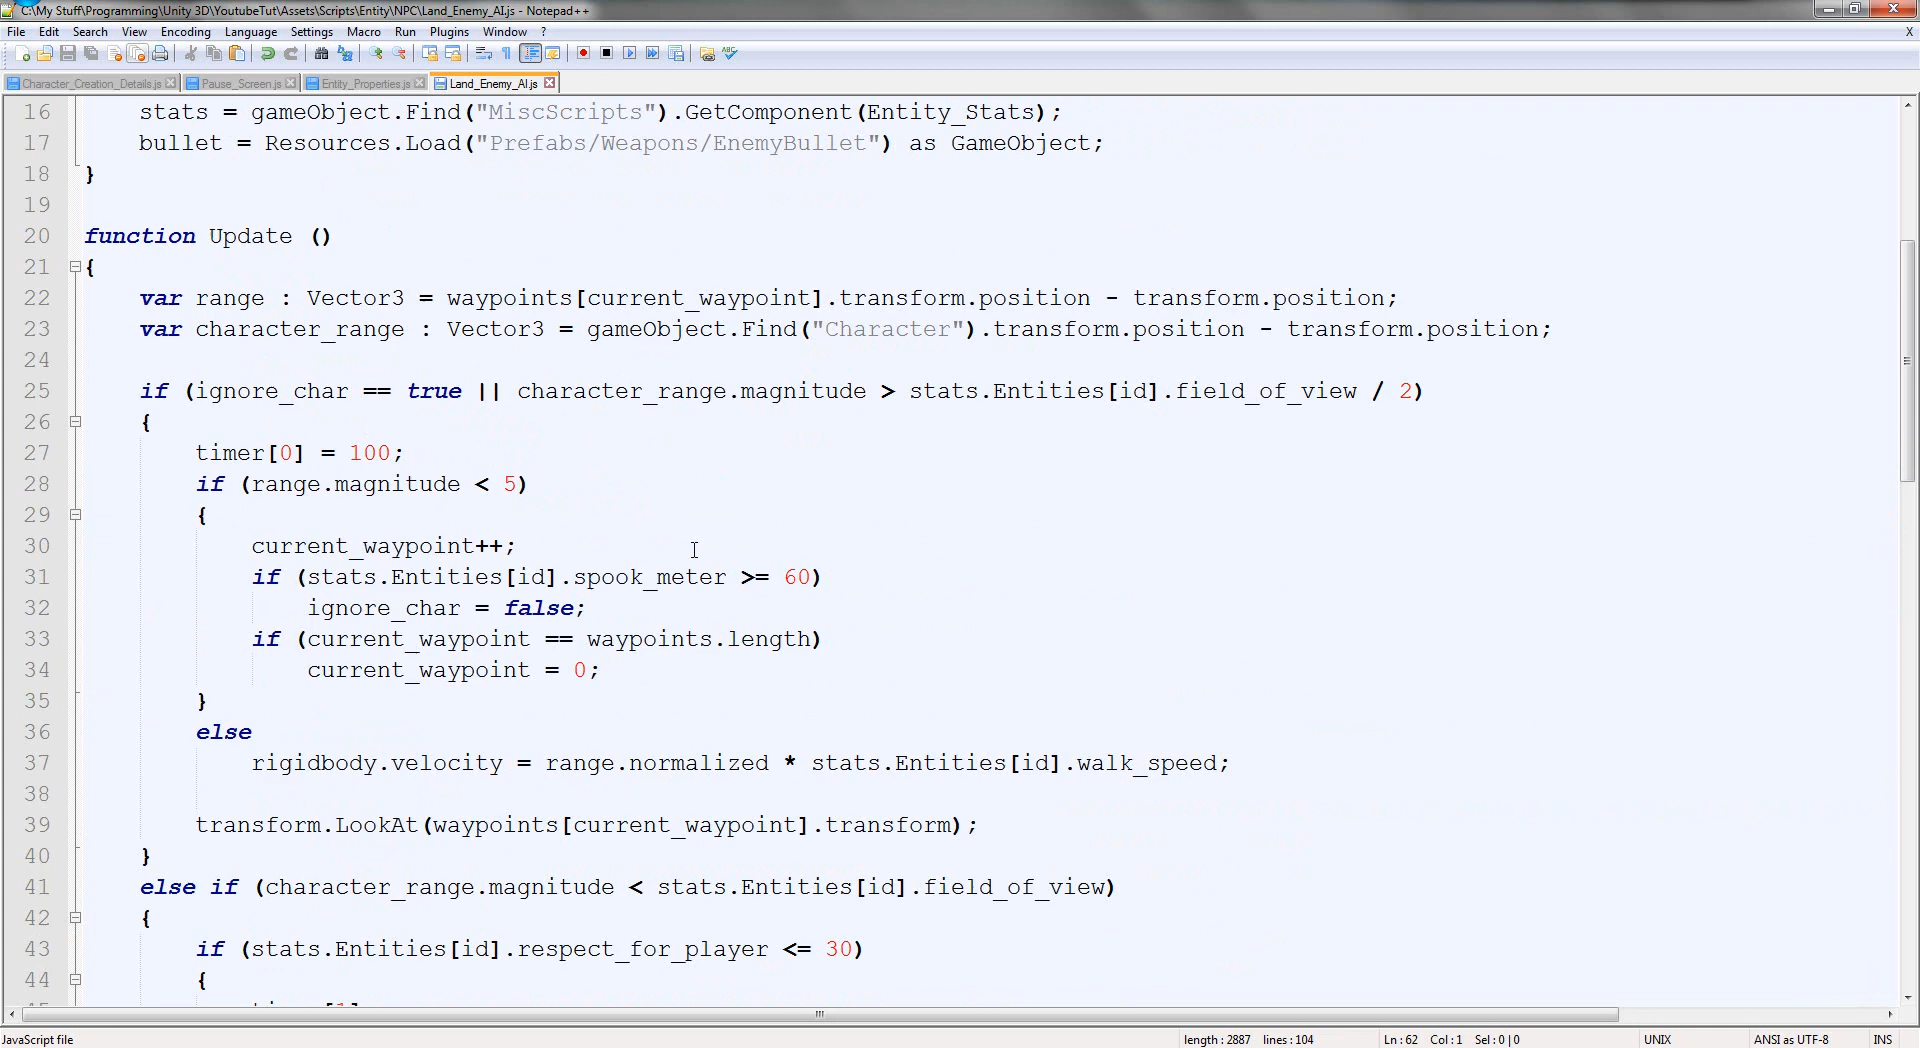 C:\My Stuff\Programming\Unity 3D\YoutubeTut\Assets\Scripts\Entity\NPC\Land_Enemy_AI.js - Notepad++
File Edit Search View Encoding Language Settings Macro Run Plugins Window ? X
Character_Creation_Details.js Pause_Screen.js Entity_Properties.js Land_Enemy_AI.js
16 stats = gameObject.Find("MiscScripts").GetComponent(Entity_Stats);
17 bullet = Resources.Load("Prefabs/Weapons/EnemyBullet") as GameObject;
18 }
19
20 function Update ()
21 {
22 var range : Vector3 = waypoints[current_waypoint].transform.position - transform.position;
23 var character_range : Vector3 = gameObject.Find("Character").transform.position - transform.position;
24
25 if (ignore_char == true || character_range.magnitude > stats.Entities[id].field_of_view / 2)
26 {
27 timer[0] = 100;
28 if (range.magnitude < 5)
29 {
30 current_waypoint++;
31 if (stats.Entities[id].spook_meter >= 60)
32 ignore_char = false;
33 if (current_waypoint == waypoints.length)
34 current_waypoint = 0;
35 }
36 else
37 rigidbody.velocity = range.normalized * stats.Entities[id].walk_speed;
38
39 transform.LookAt(waypoints[current_waypoint].transform);
40 }
41 else if (character_range.magnitude < stats.Entities[id].field_of_view)
42 {
43 if (stats.Entities[id].respect_for_player <= 30)
44 {
JavaScript file length : 2887 lines : 104 Ln : 62 Col : 1 Sel : 0 | 0 UNIX ANSI as UTF-8 INS